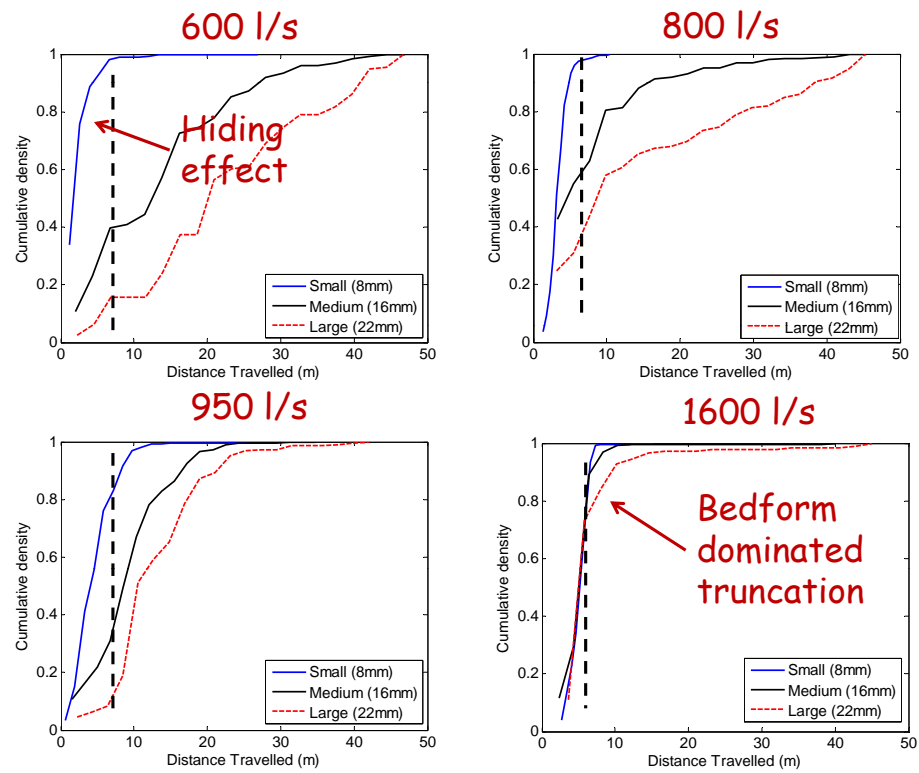 600 l/s
1
0.8
0.6
0.4
0.2
0
Cumulative density
Hiding
effect
Small (8mm)
Medium (16mm)
Large (22mm)
0 10 20 30 40 50
Distance Travelled (m)
800 l/s
1
0.8
0.6
0.4
0.2
0
Cumulative density
Small (8mm)
Medium (16mm)
Large (22mm)
0 10 20 30 40 50
Distance Travelled (m)
950 l/s
1
0.8
0.6
0.4
0.2
0
Cumulative density
Small (8mm)
Medium (16mm)
Large (22mm)
0 10 20 30 40 50
Distance Travelled (m)
1600 l/s
1
0.8
0.6
0.4
0.2
0
Cumulative density
Bedform
dominated
truncation
Small (8mm)
Medium (16mm)
Large (22mm)
0 10 20 30 40 50
Distance Travelled (m)